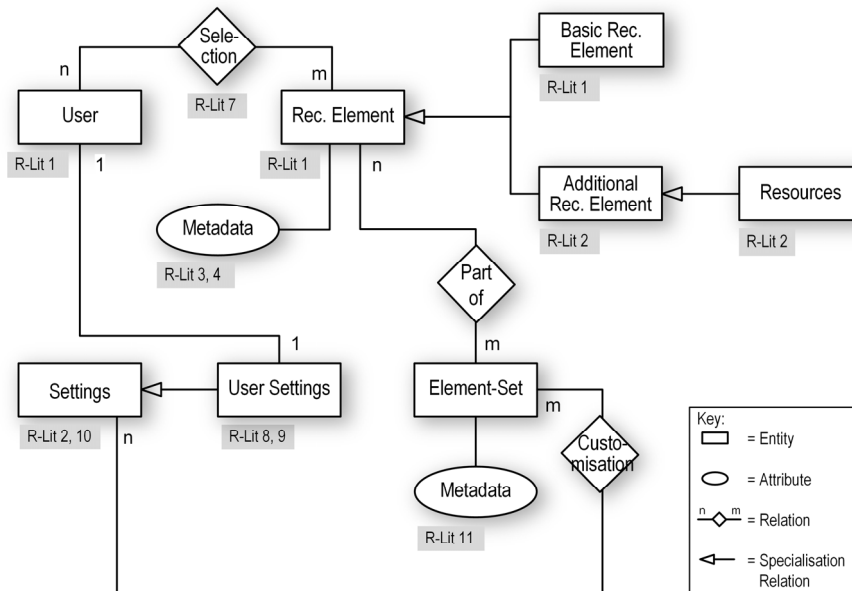 Sele-
ction
n
m
R-Lit 7
Basic Rec.
Element
R-Lit 1
User
R-Lit 1
1
Rec. Element
R-Lit 1
n
Additional
Rec. Element
R-Lit 2
Resources
R-Lit 2
Metadata
R-Lit 3, 4
Part
of
m
1
Settings
R-Lit 2, 10
n
User Settings
R-Lit 8, 9
Element-Set
m
Custo-
misation
Metadata
R-Lit 11
Key:
= Entity
= Attribute
n m = Relation
= Specialisation
Relation